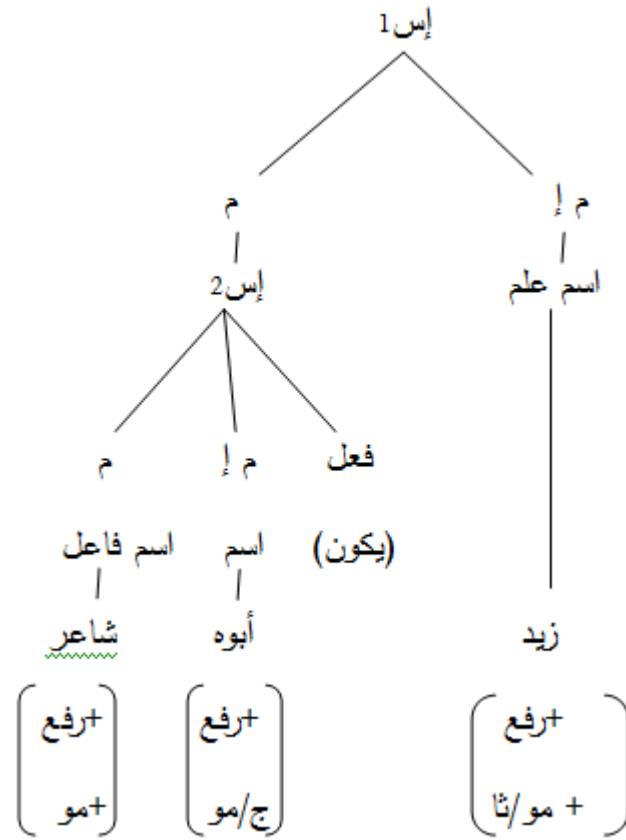 إس1
م إ م
اسم علم إس2
فعل م إ م
(يكون) اسم اسم فاعل
زيد أبوه شاعر
+رفع +رفع +رفع
+ مو/ثا ج/مو +مو